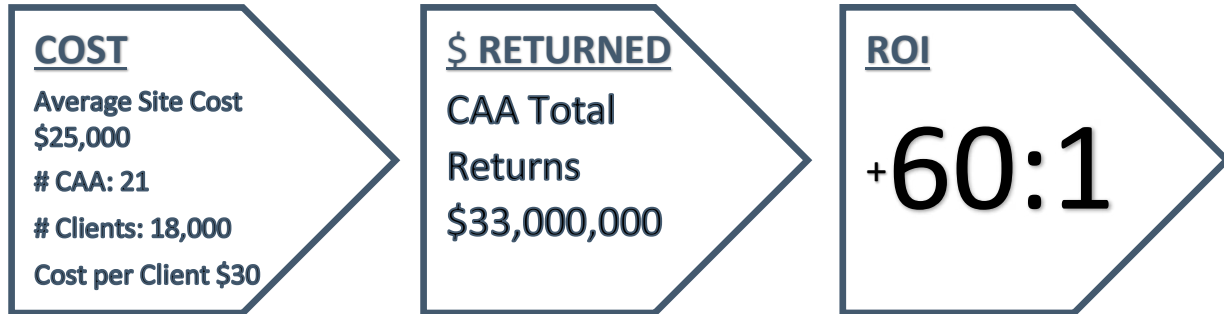 COST
Average Site Cost
$25,000
# CAA: 21
# Clients: 18,000
Cost per Client $30
$ RETURNED
CAA Total
Returns
$33,000,000
ROI
+60:1